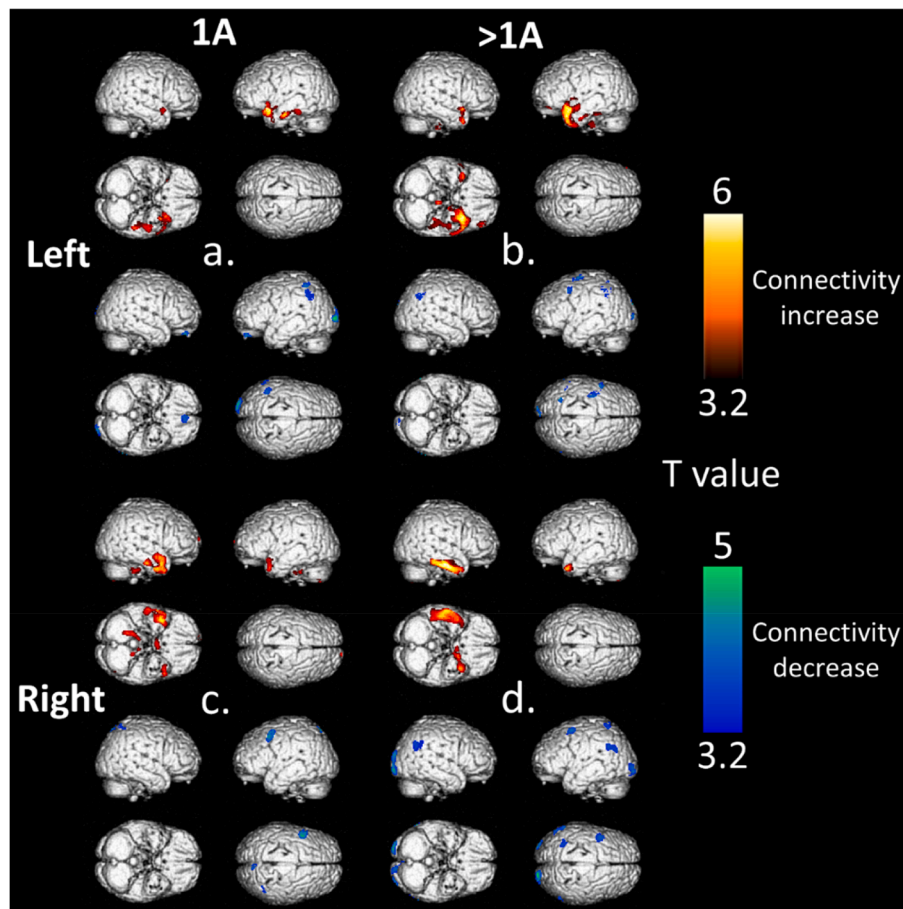 1A
>1A
6
Connectivity
increase
3.2
Left
a.
b.
T value
5
Connectivity
decrease
3.2
Right
c.
d.